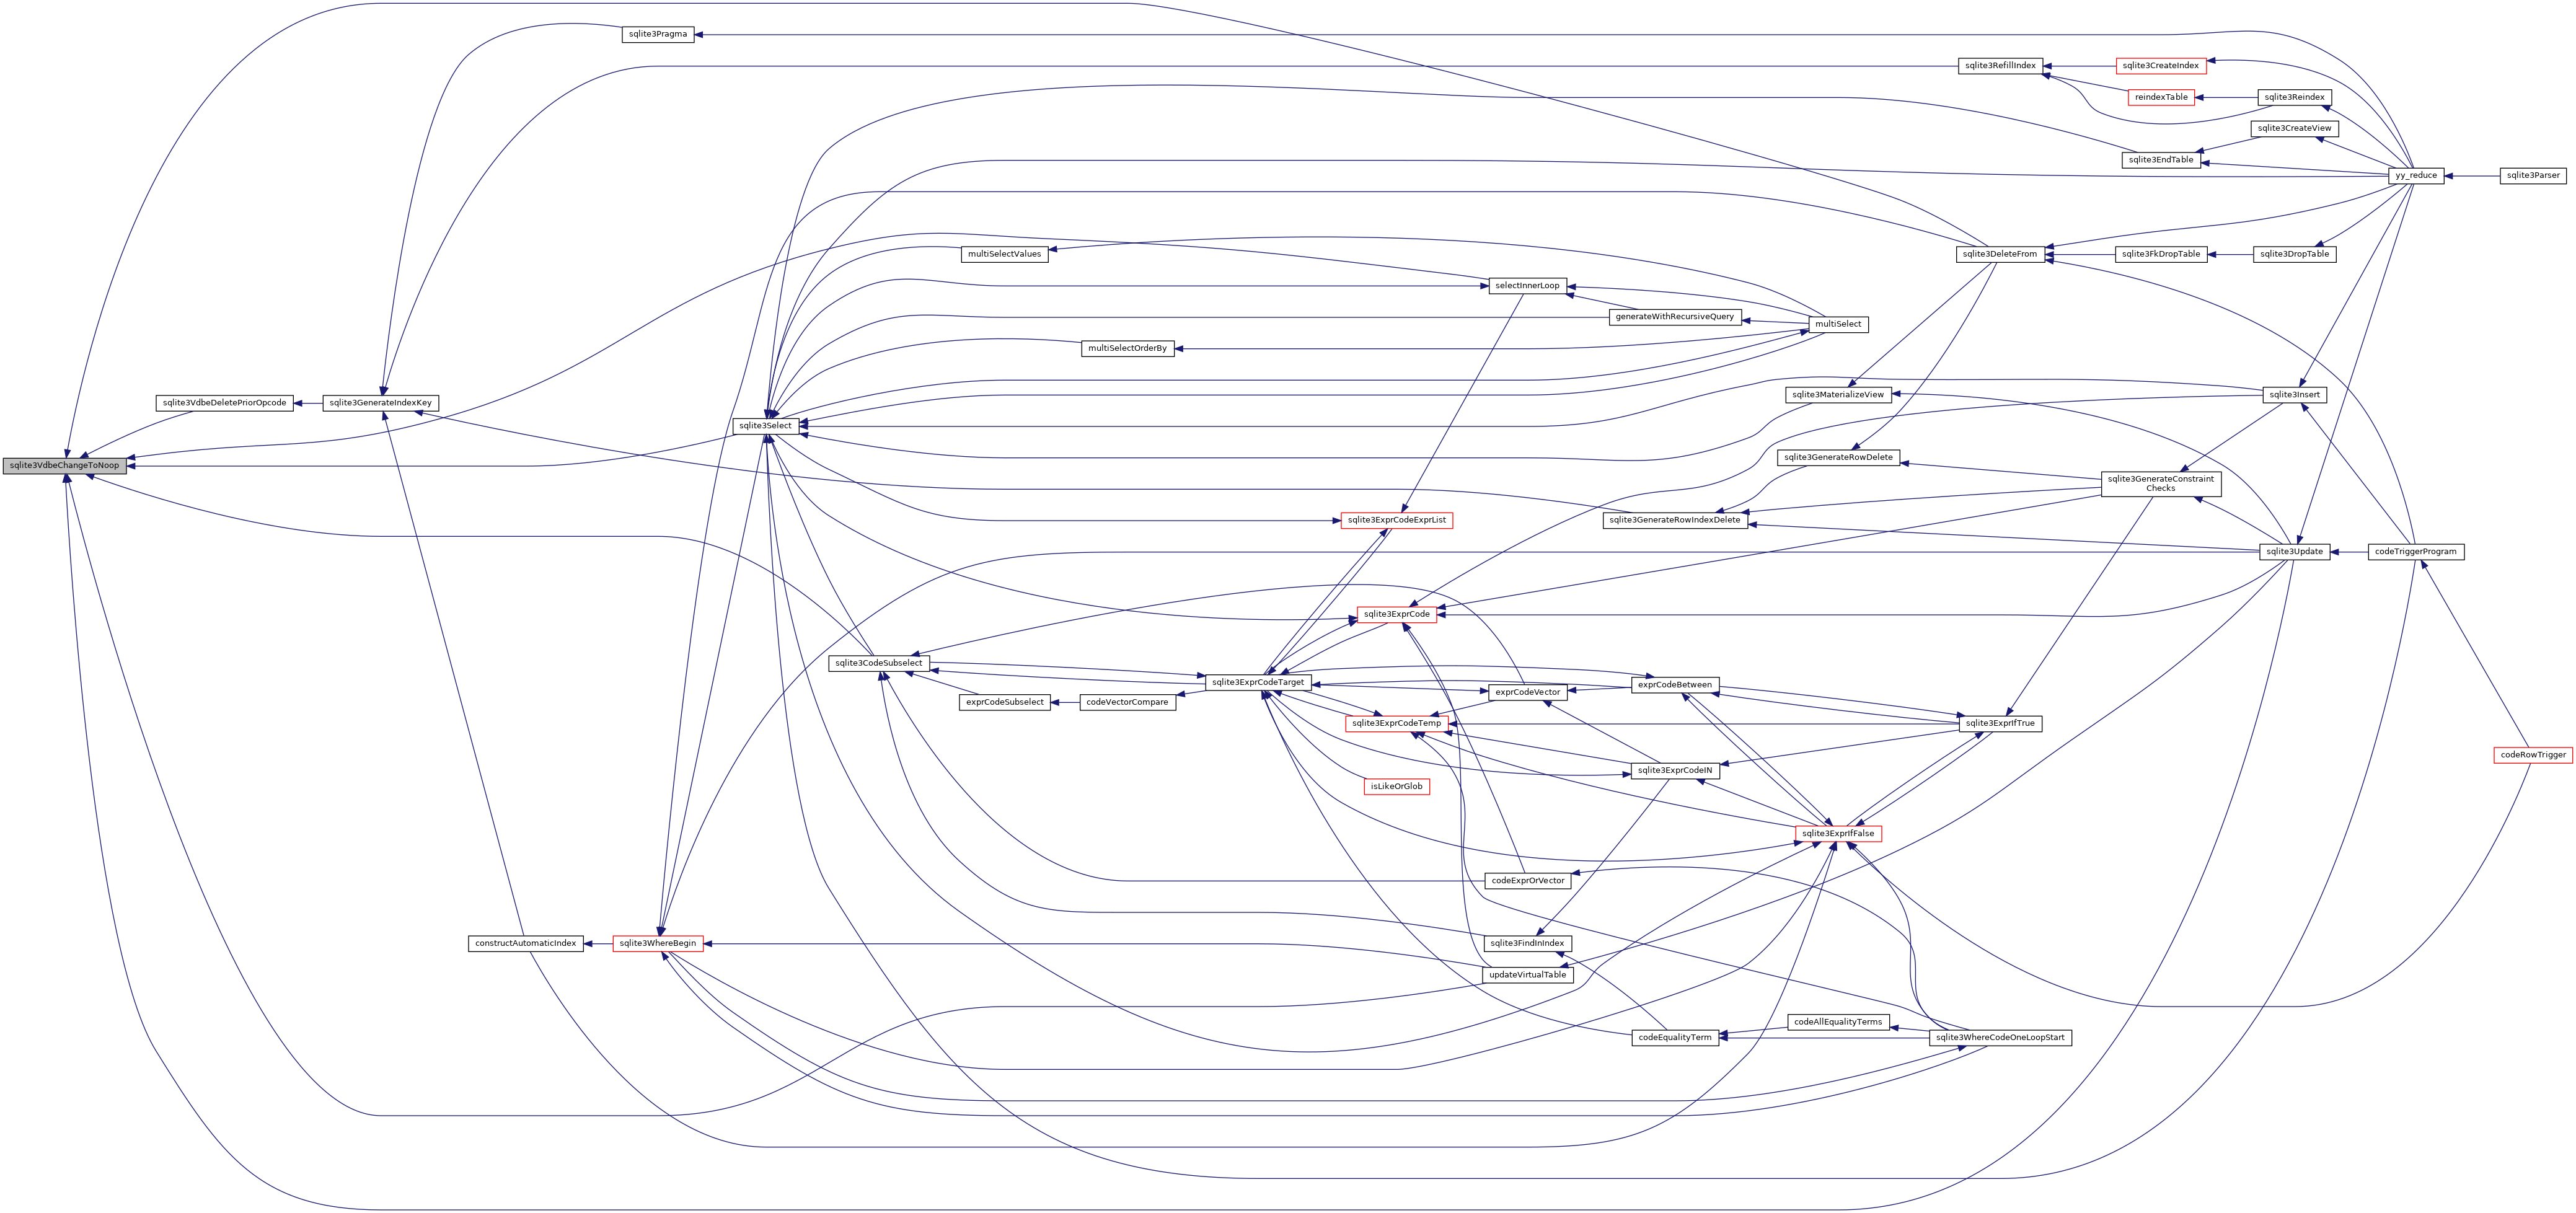 sqlite3Pragma
sqlite3RefillIndex
sqlite3CreateIndex
reindexTable
sqlite3Reindex
sqlite3CreateView
sqlite3EndTable
yy_reduce
sqlite3Parser
multiSelectValues
sqlite3DeleteFrom
sqlite3FkDropTable
sqlite3DropTable
selectInnerLoop
generateWithRecursiveQuery
multiSelect
multiSelectOrderBy
sqlite3VdbeDeletePriorOpcode
sqlite3GenerateIndexKey
sqlite3MaterializeView
sqlite3Insert
sqlite3Select
sqlite3VdbeChangeToNoop
sqlite3GenerateRowDelete
sqlite3GenerateConstraint
Checks
sqlite3ExprCodeExprList
sqlite3GenerateRowIndexDelete
sqlite3Update
codeTriggerProgram
sqlite3ExprCode
sqlite3CodeSubselect
sqlite3ExprCodeTarget
exprCodeVector
exprCodeBetween
exprCodeSubselect
codeVectorCompare
sqlite3ExprCodeTemp
sqlite3ExprIfTrue
codeRowTrigger
sqlite3ExprCodeIN
isLikeOrGlob
sqlite3ExprIfFalse
codeExprOrVector
constructAutomaticIndex
sqlite3WhereBegin
sqlite3FindInIndex
updateVirtualTable
codeAllEqualityTerms
codeEqualityTerm
sqlite3WhereCodeOneLoopStart